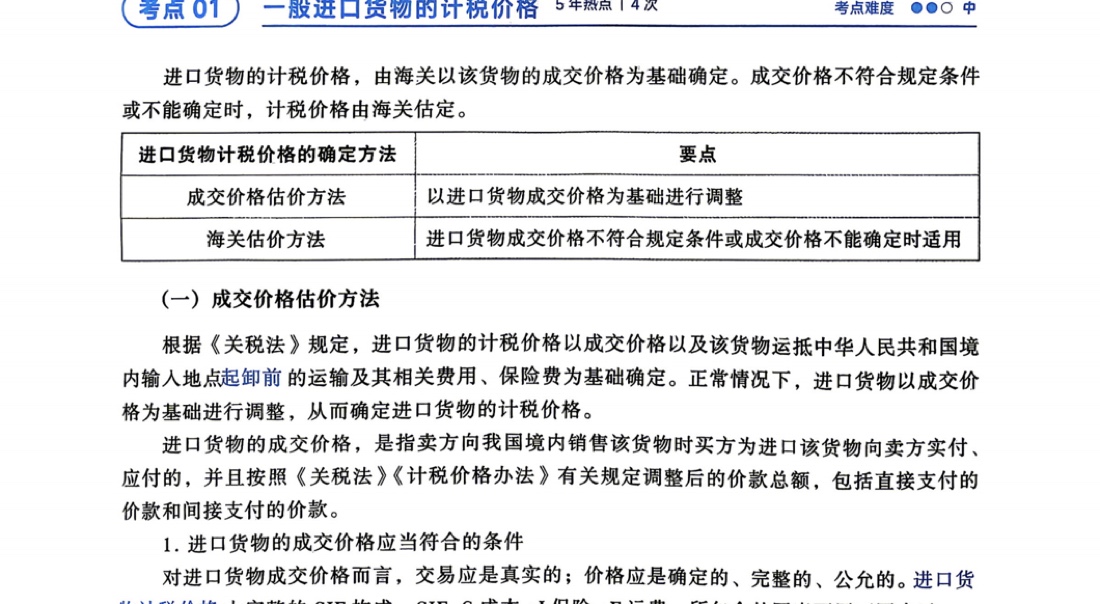 考点 01 一般进口货物的计税价格 5年热点 | 4次 考点难度 中
进口货物的计税价格，由海关以该货物的成交价格为基础确定。成交价格不符合规定条件
或不能确定时，计税价格由海关估定。
进口货物计税价格的确定方法 要点
成交价格估价方法 以进口货物成交价格为基础进行调整
海关估价方法 进口货物成交价格不符合规定条件或成交价格不能确定时适用
（一）成交价格估价方法
根据《关税法》规定，进口货物的计税价格以成交价格以及该货物运抵中华人民共和国境
内输入地点起卸前的运输及其相关费用、保险费为基础确定。正常情况下，进口货物以成交价
格为基础进行调整，从而确定进口货物的计税价格。
进口货物的成交价格，是指卖方向我国境内销售该货物时买方为进口该货物向卖方实付、
应付的，并且按照《关税法》《计税价格办法》有关规定调整后的价款总额，包括直接支付的
价款和间接支付的价款。
1. 进口货物的成交价格应当符合的条件
对进口货物成交价格而言，交易应是真实的；价格应是确定的、完整的、公允的。进口货